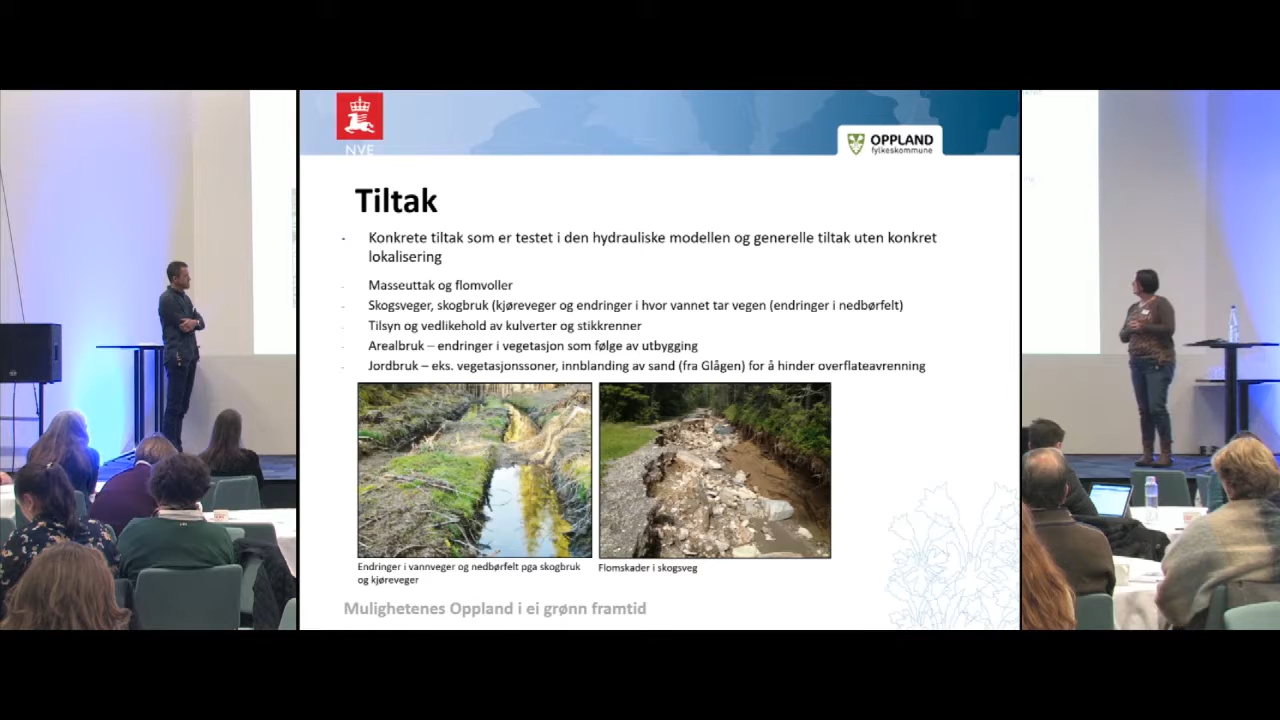 NVE
OPPLAND
fylkeskommune
Tiltak
- Konkrete tiltak som er testet i den hydrauliske modellen og generelle tiltak uten konkret
lokalisering
- Masseuttak og flomvoller
- Skogsveger, skogbruk (kjøreveger og endringer i hvor vannet tar vegen (endringer i nedbørfelt)
- Tilsyn og vedlikehold av kulverter og stikkrenner
- Arealbruk – endringer i vegetasjon som følge av utbygging
- Jordbruk – eks. vegetasjonssoner, innblanding av sand (fra Glågen) for å hinder overflateavrenning
Endringer i vannveger og nedbørfelt pga skogbruk
og kjøreveger
Flomskader i skogsveg
Mulighetenes Oppland i ei grønn framtid